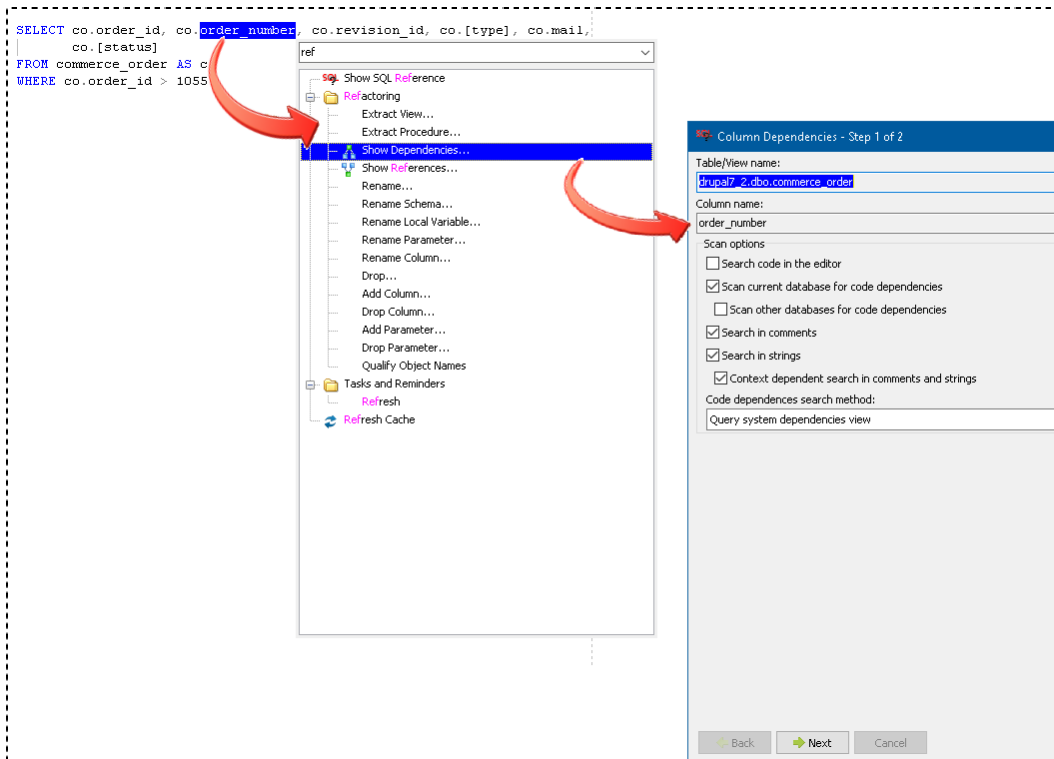 SELECT co.order_id, co.order_number, co.revision_id, co.[type], co.mail,
co.[status]
FROM commerce_order AS c
WHERE co.order_id > 1055
ref
Show SQL Reference
Refactoring
Extract View...
Extract Procedure...
Show Dependencies...
Show References...
Rename...
Rename Schema...
Rename Local Variable...
Rename Parameter...
Rename Column...
Drop...
Add Column...
Drop Column...
Add Parameter...
Drop Parameter...
Qualify Object Names
Tasks and Reminders
Refresh
Refresh Cache
Column Dependencies - Step 1 of 2
Table/View name:
drupal7_2.dbo.commerce_order
Column name:
order_number
Scan options
Search code in the editor
Scan current database for code dependencies
Scan other databases for code dependencies
Search in comments
Search in strings
Context dependent search in comments and strings
Code dependences search method:
Query system dependencies view
Back
Next
Cancel